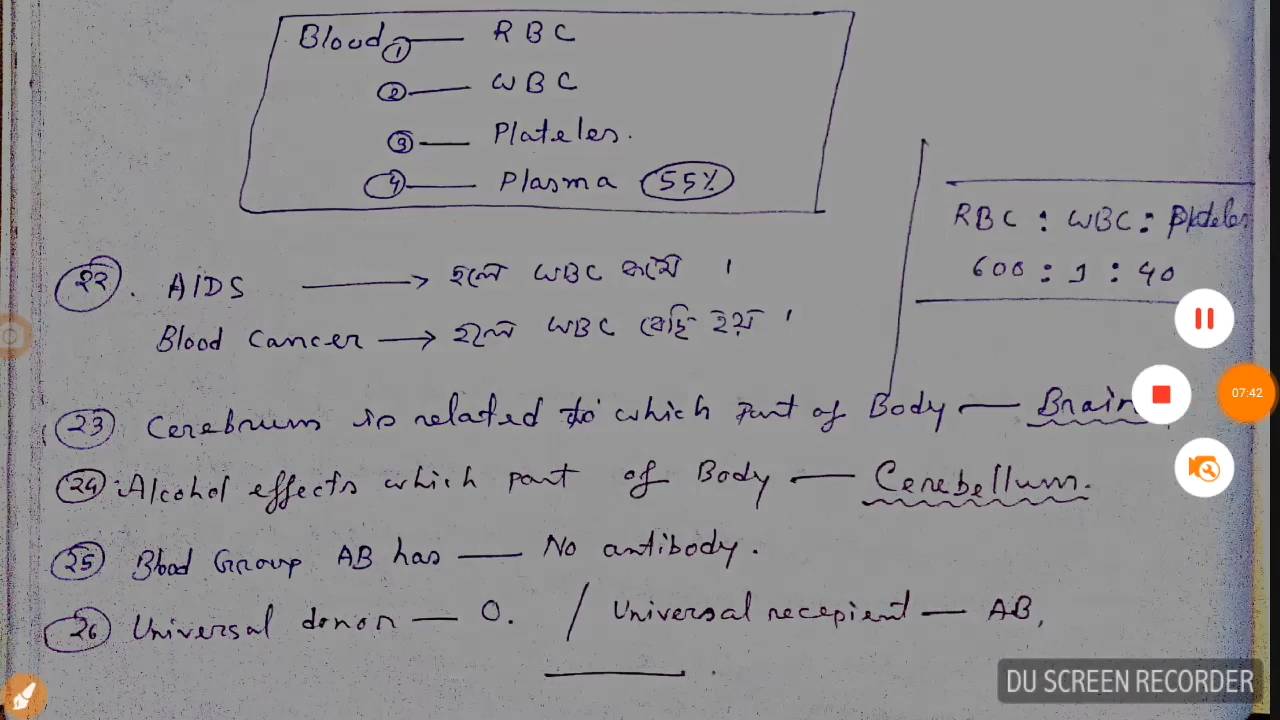 Blood ① — RBC
② — WBC
③ — Plateles.
④ — Plasma 55%
RBC : WBC : Plateles
600 : 1 : 40
22. AIDS → হলে WBC কমে ।
Blood Cancer → হলে WBC বেছি হয় ।
23 Cerebrum is related to which part of Body — Brain
24 Alcohol effects which part of Body — Cerebellum.
25 Blood Group AB has — No antibody.
26 Universal donor — O. / Universal recepient — AB,
07:42
DU SCREEN RECORDER